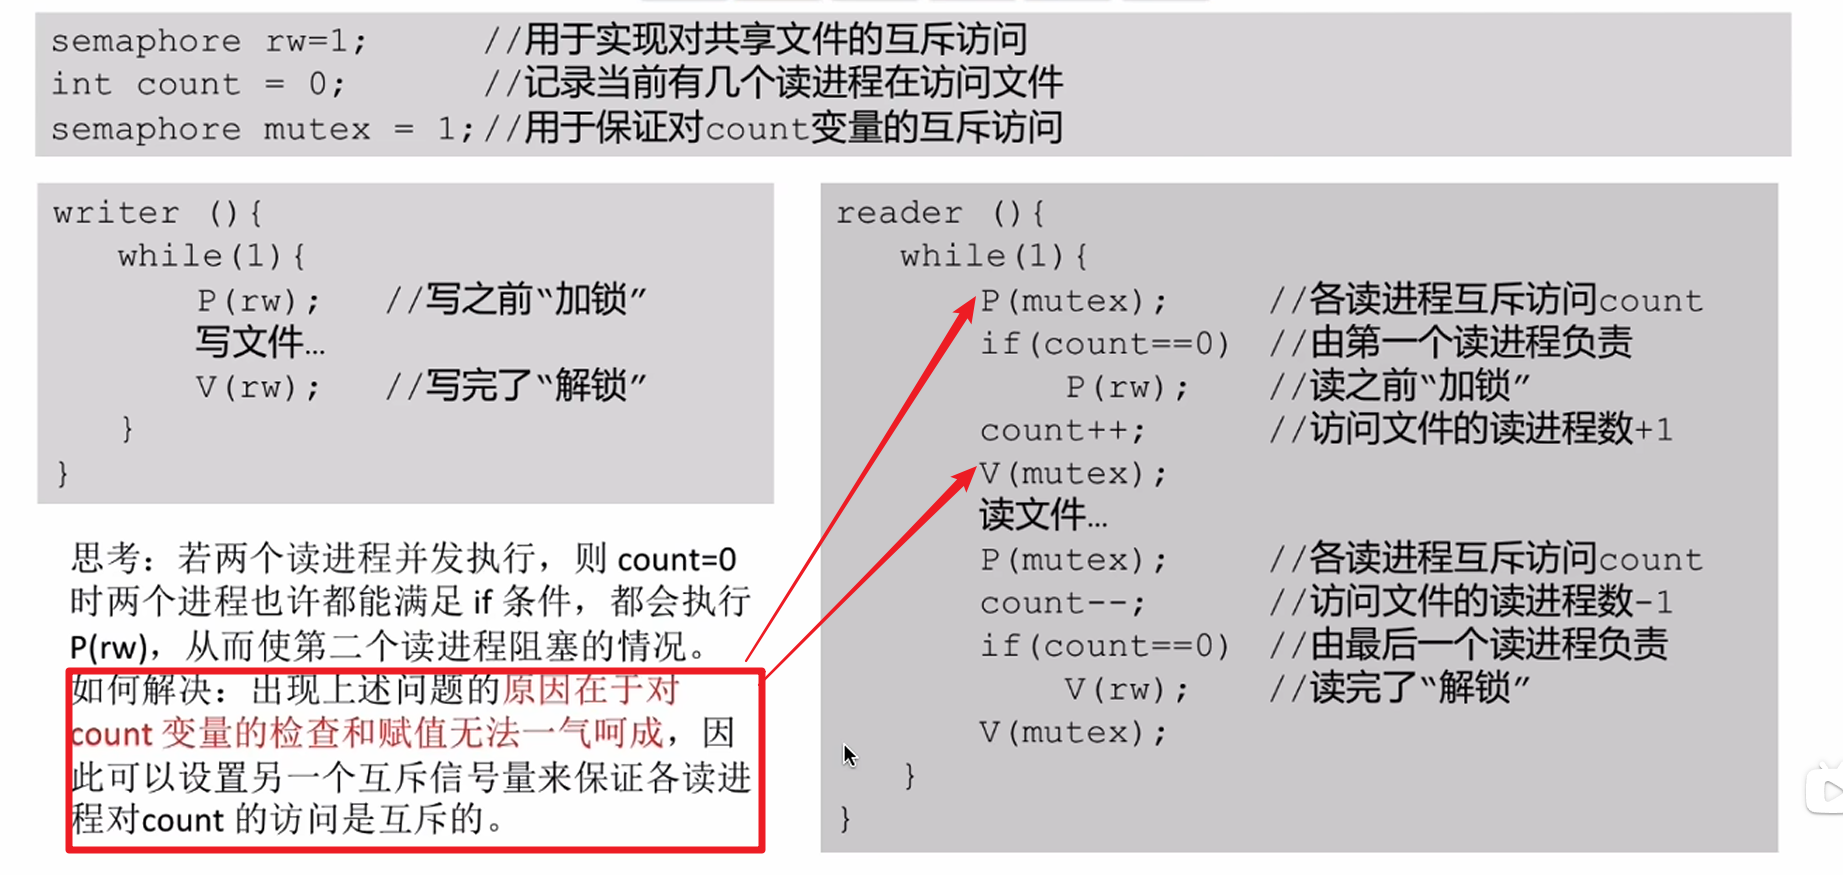 semaphore rw=1;      //用于实现对共享文件的互斥访问
int count = 0;       //记录当前有几个读进程在访问文件
semaphore mutex = 1;//用于保证对count变量的互斥访问
writer (){
while(1){
P(rw);   //写之前“加锁”
写文件…
V(rw);   //写完了“解锁”
}
}
思考：若两个读进程并发执行，则 count=0
时两个进程也许都能满足 if 条件，都会执行
P(rw)，从而使第二个读进程阻塞的情况。
如何解决：出现上述问题的原因在于对
count 变量的检查和赋值无法一气呵成，因
此可以设置另一个互斥信号量来保证各读进
程对count 的访问是互斥的。
reader (){
while(1){
P(mutex);     //各读进程互斥访问count
if(count==0)  //由第一个读进程负责
P(rw);   //读之前“加锁”
count++;      //访问文件的读进程数+1
V(mutex);
读文件…
P(mutex);     //各读进程互斥访问count
count--;      //访问文件的读进程数-1
if(count==0)  //由最后一个读进程负责
V(rw);   //读完了“解锁”
V(mutex);
}
}